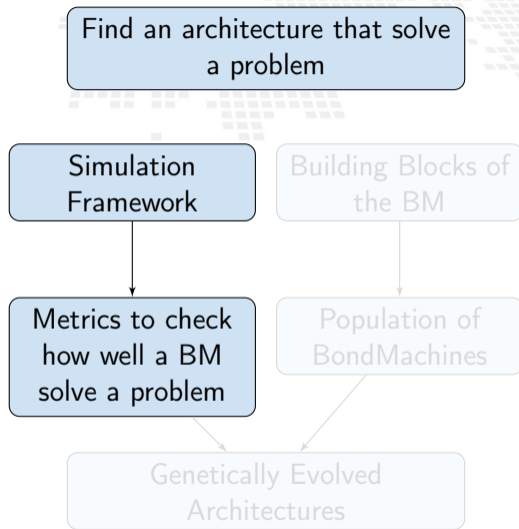 Find an architecture that solve
a problem
Simulation
Framework
Building Blocks of
the BM
Metrics to check
how well a BM
solve a problem
Population of
BondMachines
Genetically Evolved
Architectures